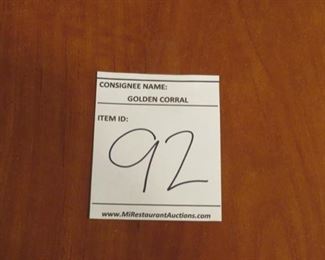 CONSIGNEE NAME:
GOLDEN CORRAL
ITEM ID:
92
www.MiRestaurantAuctions.com